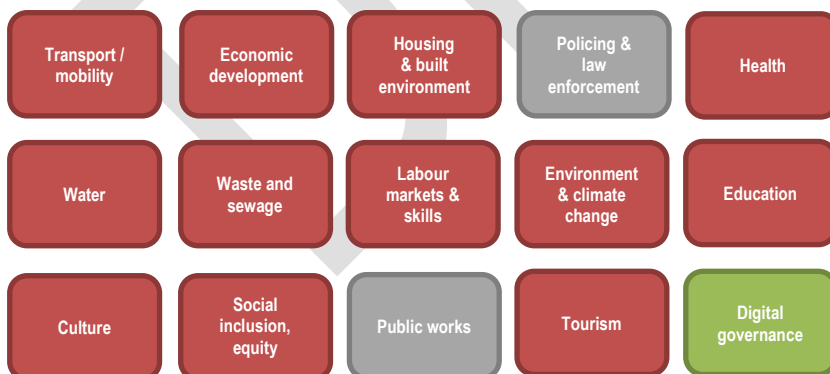 Transport /
mobility
Economic
development
Housing
& built
environment
Policing &
law
enforcement
Health
Water
Waste and
sewage
Labour
markets &
skills
Environment
& climate
change
Education
Culture
Social
inclusion,
equity
Public works
Tourism
Digital
governance